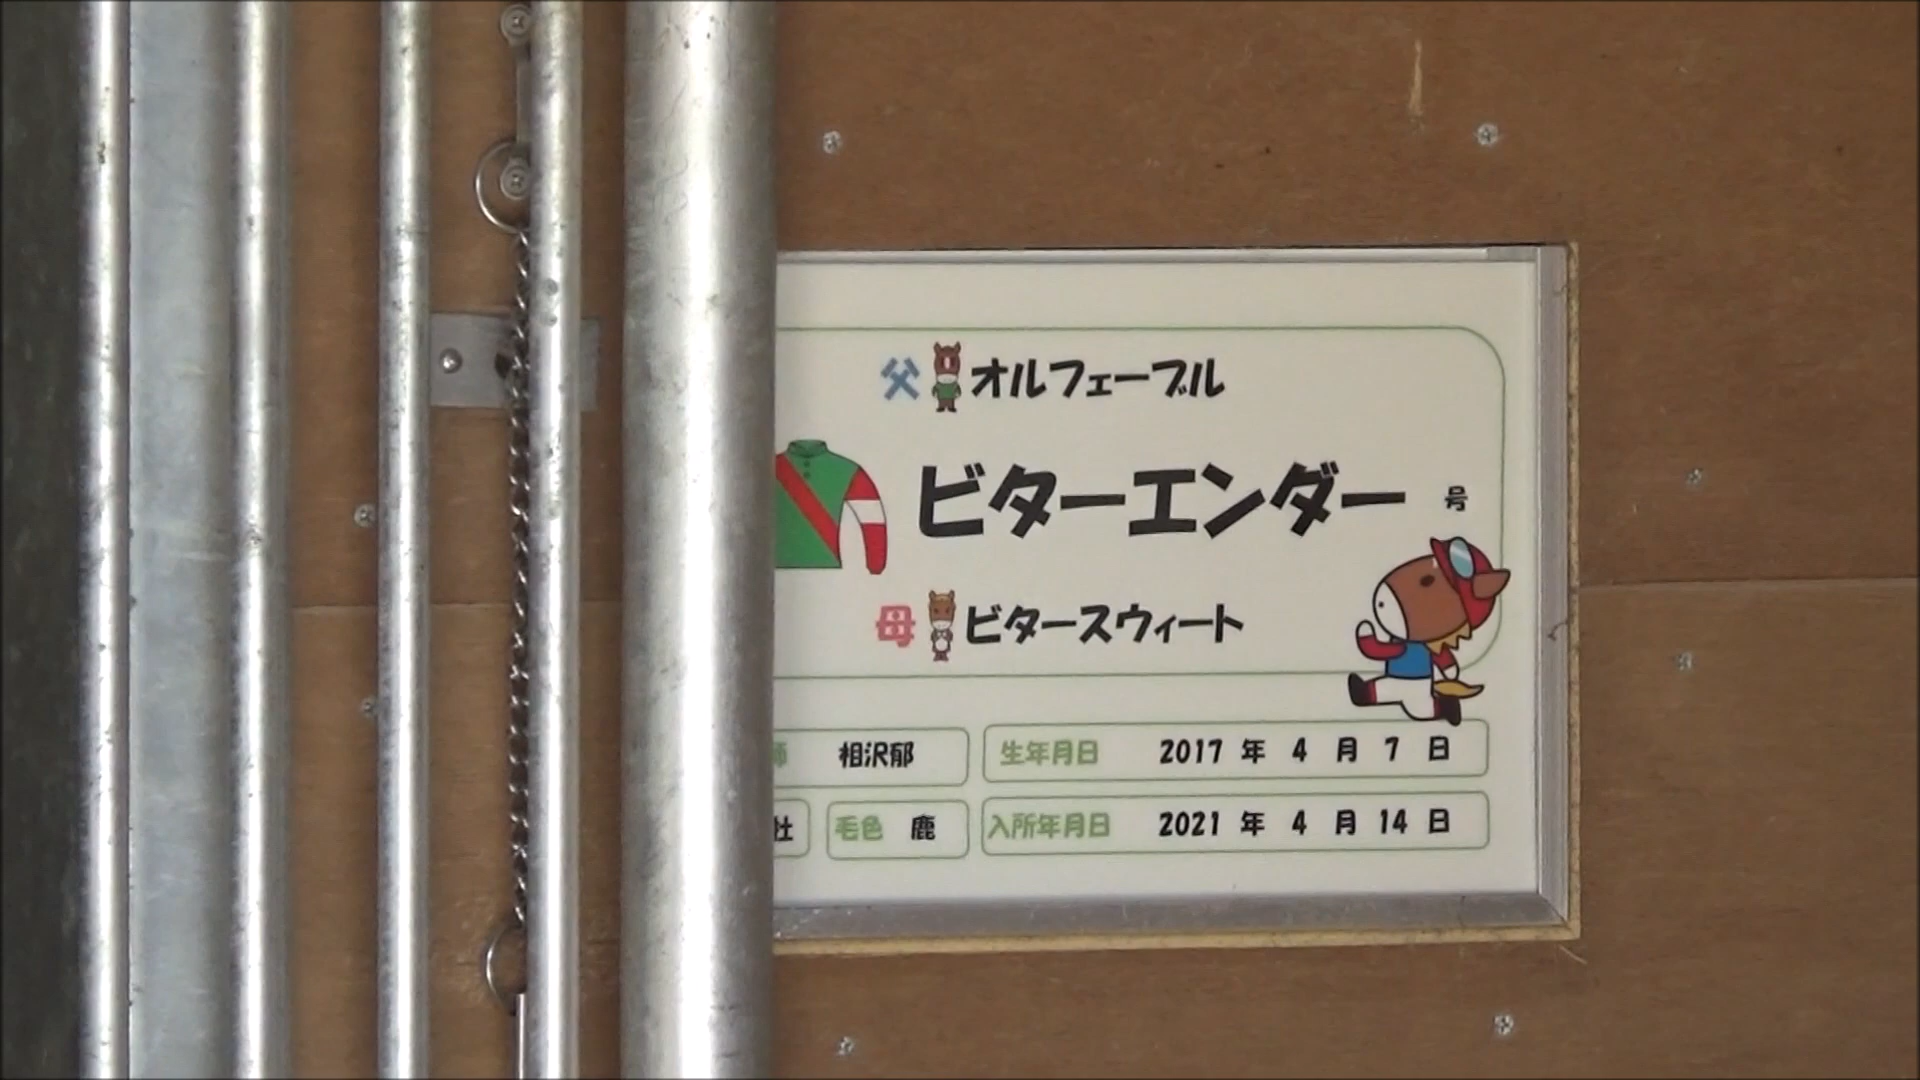 父 オルフェーブル
ビターエンダー 号
母 ビタースウィート
師 相沢郁
生年月日 2017 年 4 月 7 日
牡 毛色 鹿
入所年月日 2021 年 4 月 14 日